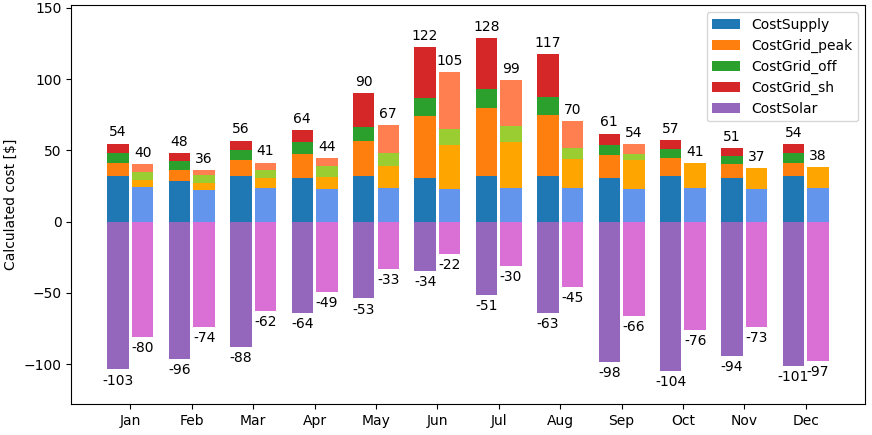 Calculated cost [$]
150
100
50
0
−50
−100
CostSupply
CostGrid_peak
CostGrid_off
CostGrid_sh
CostSolar
54 40 48 36 56 41 64 44 90 67 122 105 128 99 117 70 61 54 57 41 51 37 54 38
-103 -80 -96 -74 -88 -62 -64 -49 -53 -33 -34 -22 -51 -30 -63 -45 -98 -66 -104 -76 -94 -73 -101 -97
Jan Feb Mar Apr May Jun Jul Aug Sep Oct Nov Dec